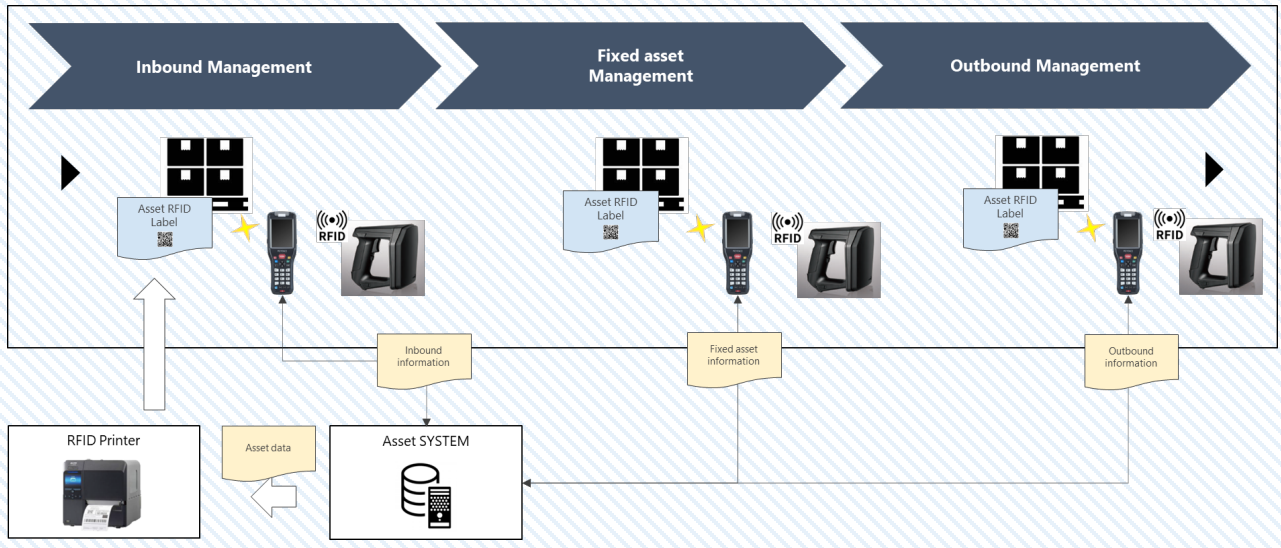 Inbound Management
Fixed asset
Management
Outbound Management
Asset RFID
Label
RFID
Asset RFID
Label
RFID
Asset RFID
Label
RFID
Inbound
information
Fixed asset
information
Outbound
information
RFID Printer
Asset data
Asset SYSTEM